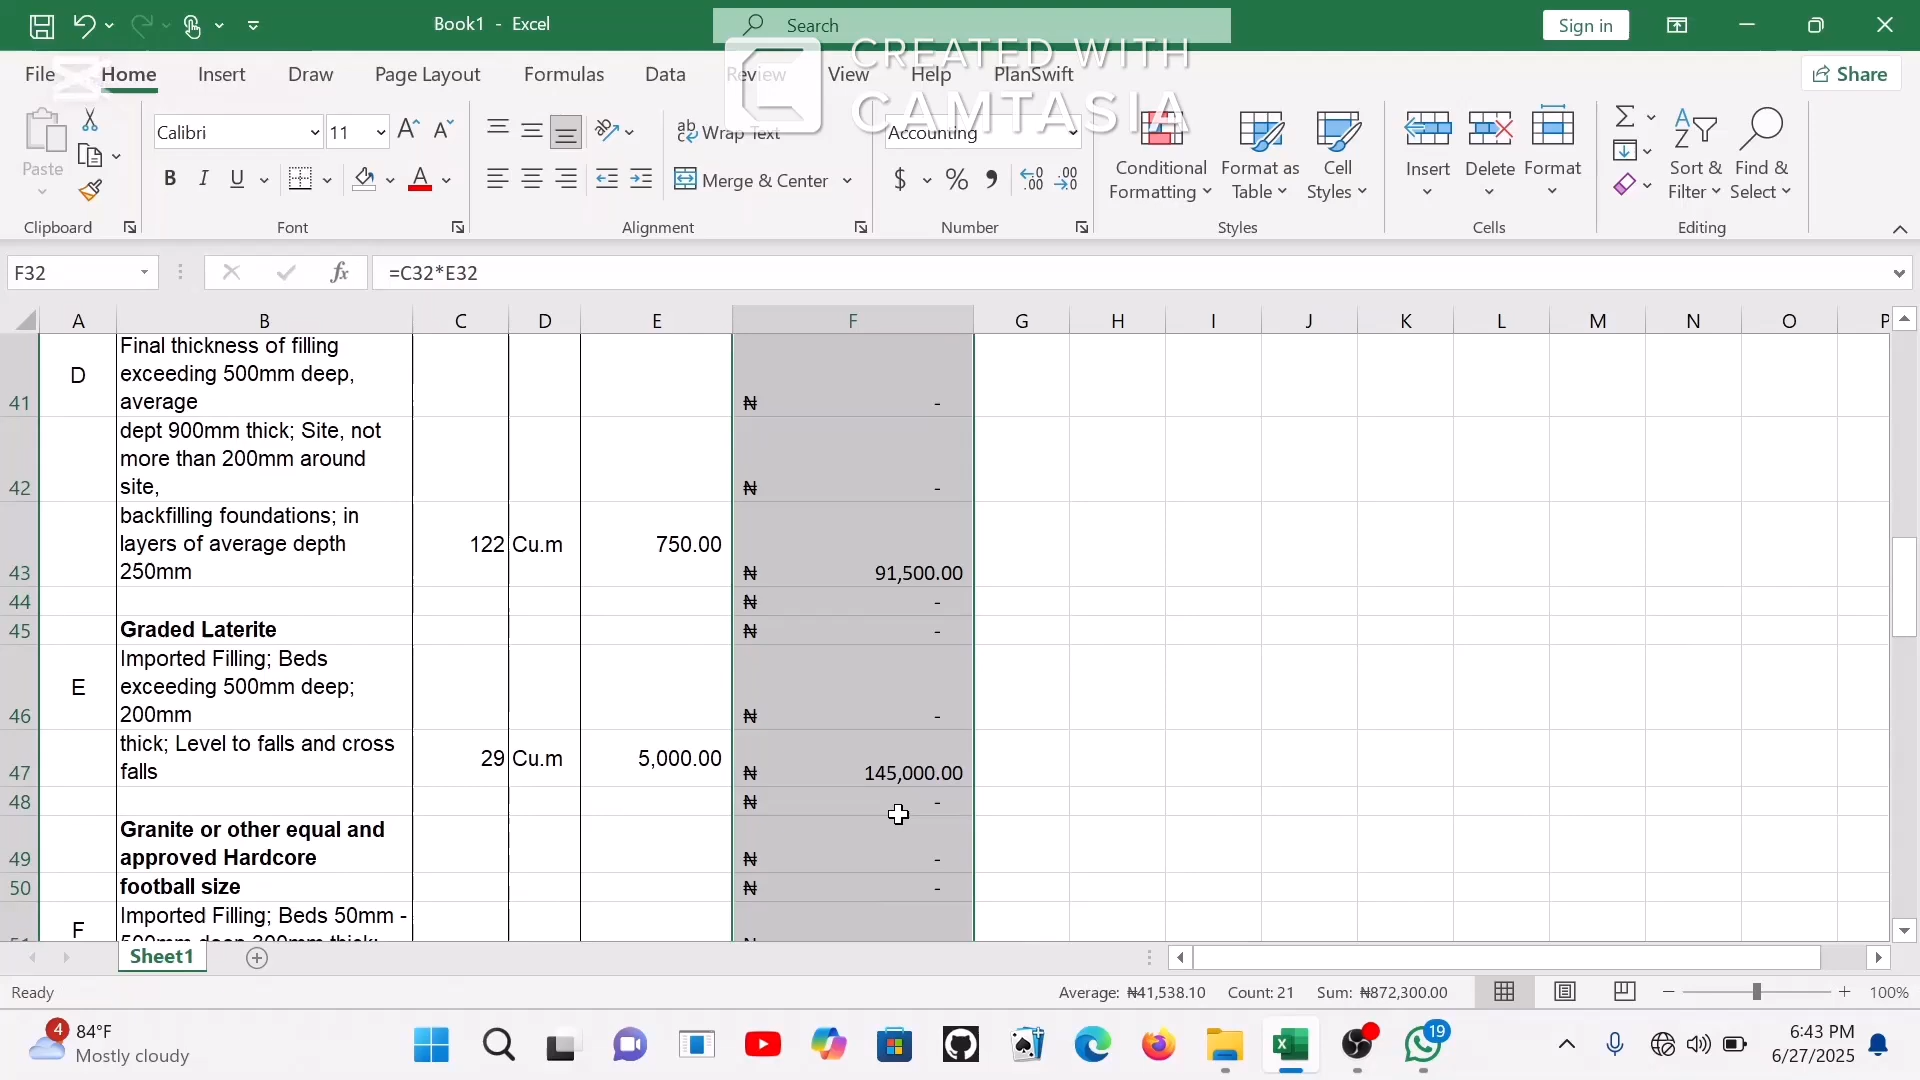 Book1 - Excel
Search
Sign in
CREATED WITH
CAMTASIA
File Home Insert Draw Page Layout Formulas Data Review View Help PlanSwift
Share
Paste
Calibri 11
B I U
Wrap Text
Merge & Center
Accounting
$ %
Conditional
Formatting
Format as
Table
Cell
Styles
Insert Delete Format
Sort &
Filter
Find &
Select
Clipboard Font Alignment Number Styles Cells Editing
F32 fx =C32*E32
A B C D E F G H I J K L M N O P
D Final thickness of filling
exceeding 500mm deep,
41 average ₦ -
dept 900mm thick; Site, not
more than 200mm around
42 site, ₦ -
backfilling foundations; in
layers of average depth 122 Cu.m 750.00
43 250mm ₦ 91,500.00
44 ₦ -
45 Graded Laterite ₦ -
Imported Filling; Beds
E exceeding 500mm deep;
46 200mm ₦ -
thick; Level to falls and cross 29 Cu.m 5,000.00
47 falls ₦ 145,000.00
48 ₦ -
Granite or other equal and
49 approved Hardcore ₦ -
50 football size ₦ -
F Imported Filling; Beds 50mm -
Sheet1
Ready Average: ₦41,538.10 Count: 21 Sum: ₦872,300.00 100%
4 84°F
Mostly cloudy
19
6:43 PM
6/27/2025